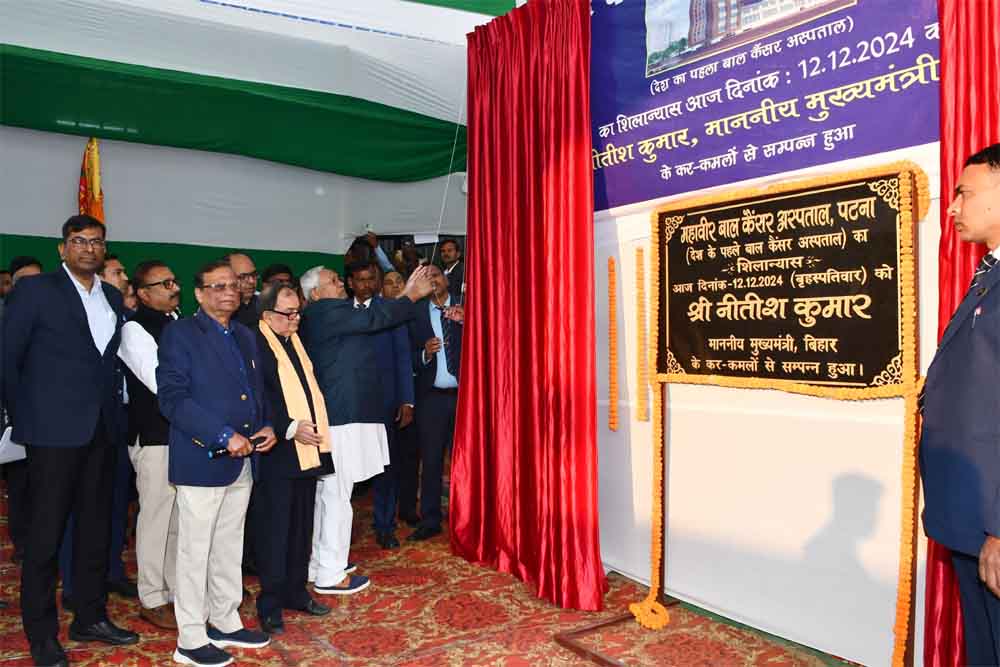 (देश का पहला बाल कैंसर अस्पताल)
का शिलान्यास आज दिनांक : 12.12.2024 को
नीतीश कुमार, माननीय मुख्यमंत्री
के कर-कमलों से सम्पन्न हुआ
महावीर बाल कैंसर अस्पताल, पटना
(देश के पहले बाल कैंसर अस्पताल) का
शिलान्यास
आज दिनांक-12.12.2024 (बृहस्पतिवार) को
श्री नीतीश कुमार
माननीय मुख्यमंत्री, बिहार
के कर-कमलों से सम्पन्न हुआ।